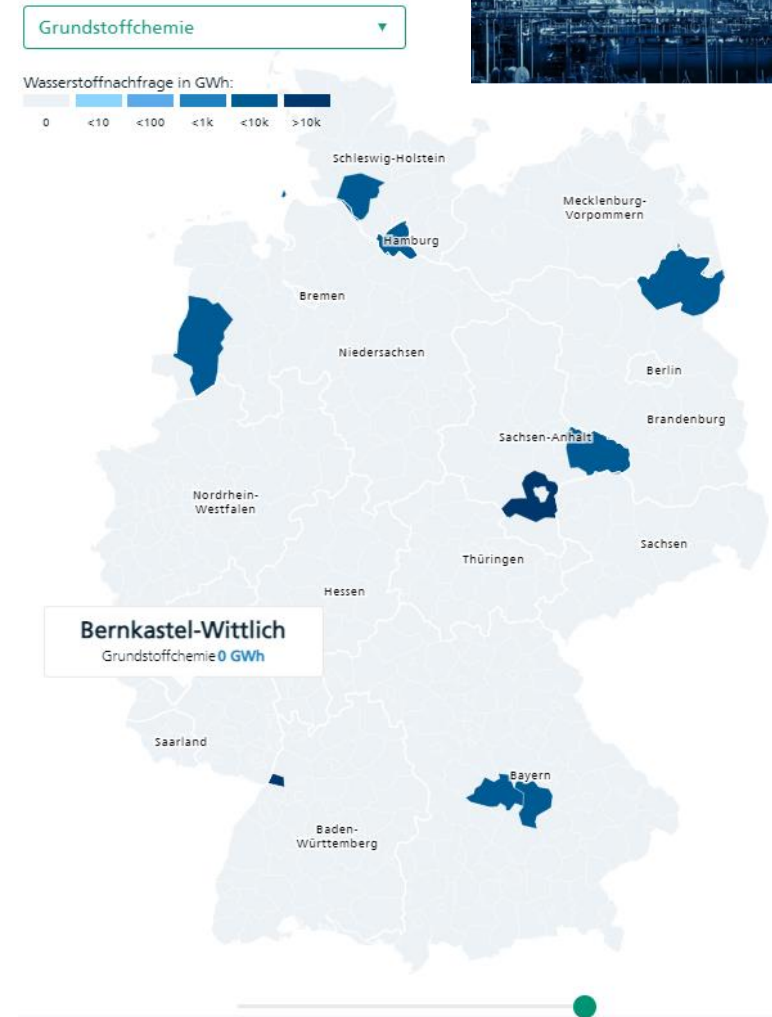 Grundstoffchemie
Wasserstoffnachfrage in GWh:
0 <10 <100 <1k <10k >10k
Schleswig-Holstein
Mecklenburg-
Vorpommern
Hamburg
Bremen
Niedersachsen
Berlin
Brandenburg
Sachsen-Anhalt
Nordrhein-
Westfalen
Sachsen
Thüringen
Hessen
Bernkastel-Wittlich
Grundstoffchemie 0 GWh
Saarland
Bayern
Baden-
Württemberg